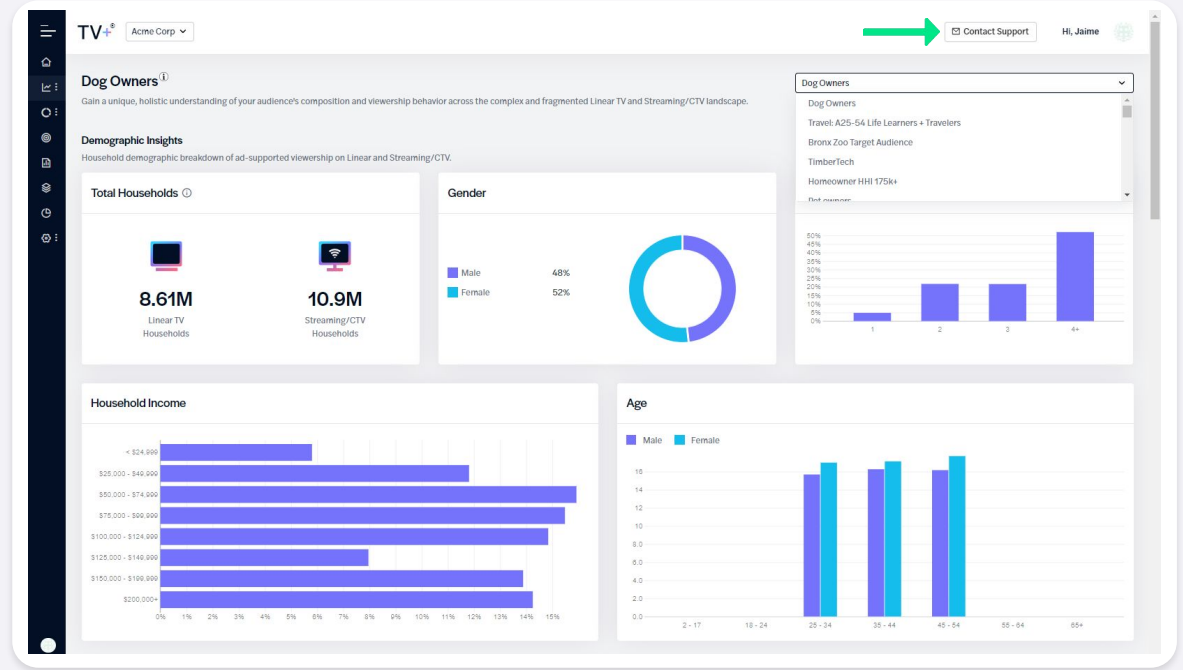 TV+®
Acme Corp
Contact Support
Hi, Jaime
Dog Owners
Gain a unique, holistic understanding of your audience's composition and viewership behavior across the complex and fragmented Linear TV and Streaming/CTV landscape.
Dog Owners
Dog Owners
Travel: A25-54 Life Learners + Travelers
Bronx Zoo Target Audience
TimberTech
Homeowner HHI 175k+
Pet owners
Demographic Insights
Household demographic breakdown of ad-supported viewership on Linear and Streaming/CTV.
Total Households
8.61M
Linear TV
Households
10.9M
Streaming/CTV
Households
Gender
Male 48%
Female 52%
50%
45%
40%
35%
30%
25%
20%
15%
10%
5%
0%
1 2 3 4+
Household Income
< $24,999
$25,000 - $49,999
$50,000 - $74,999
$75,000 - $99,999
$100,000 - $124,999
$125,000 - $149,999
$150,000 - $199,999
$200,000+
0% 1% 2% 3% 4% 5% 6% 7% 8% 9% 10% 11% 12% 13% 14% 15%
Age
Male Female
16
14
12
10
8.0
6.0
4.0
2.0
0.0
2 - 17 18 - 24 25 - 34 35 - 44 45 - 54 55 - 64 65+